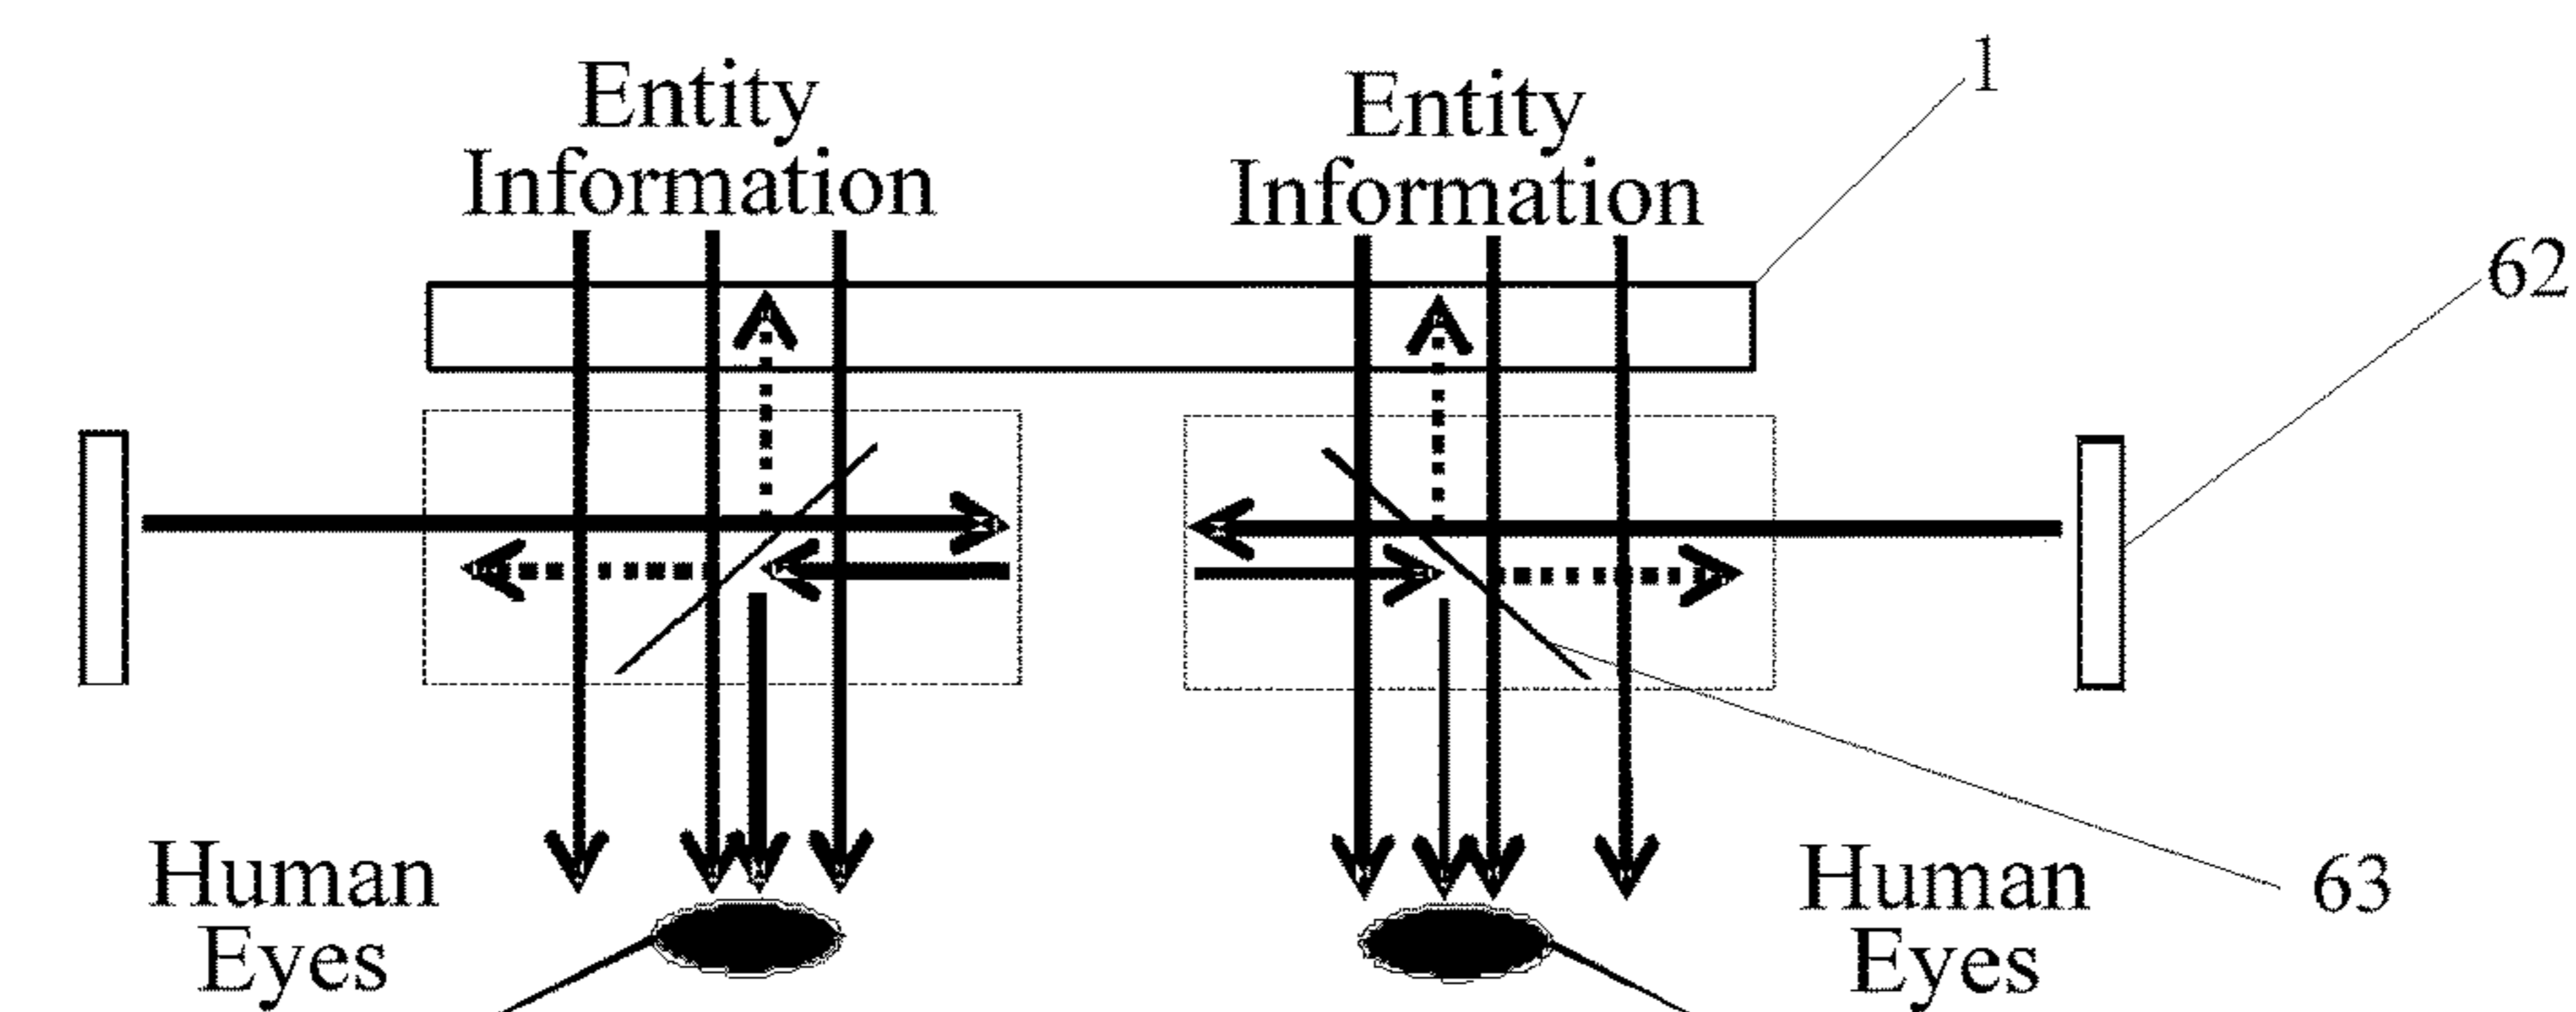 Entity
Information
Entity
Information
1
62
Human
Eyes
Human
Eyes
63